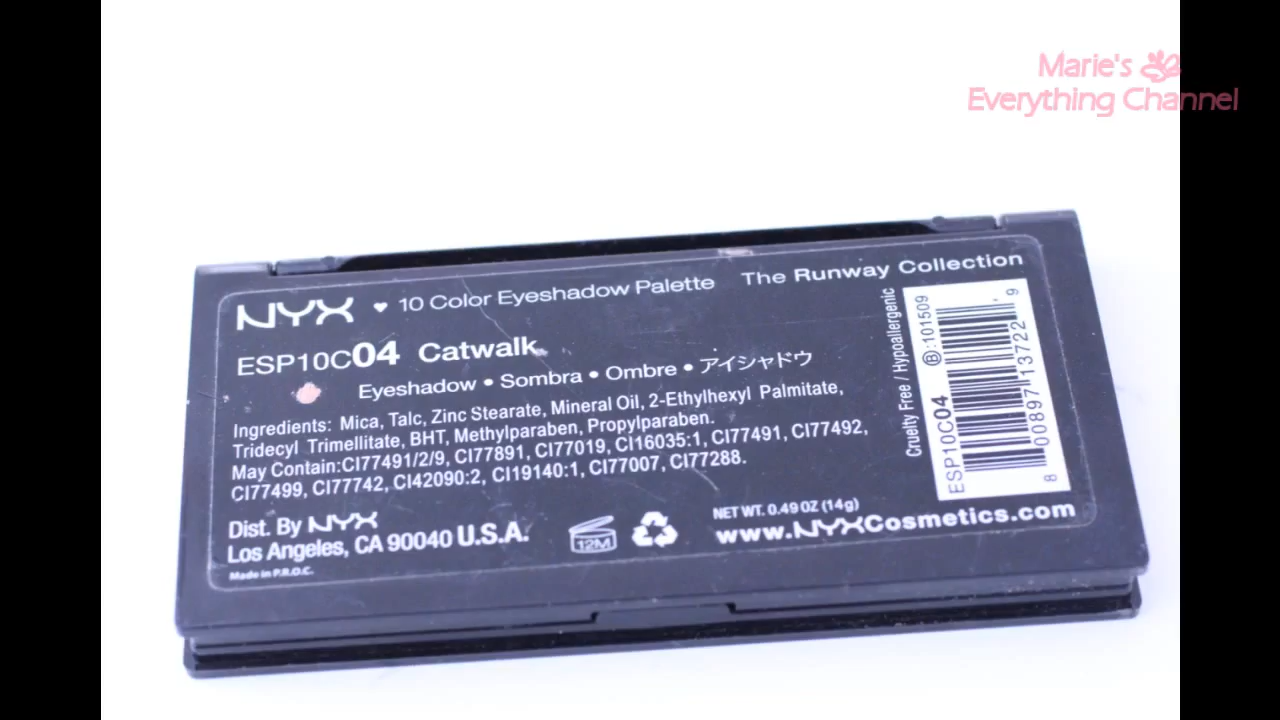 Marie's
Everything Channel
NYX ♥ 10 Color Eyeshadow Palette The Runway Collection
ESP10C04 Catwalk
Eyeshadow • Sombra • Ombre • アイシャドウ
Ingredients: Mica, Talc, Zinc Stearate, Mineral Oil, 2-Ethylhexyl Palmitate,
Tridecyl Trimellitate, BHT, Methylparaben, Propylparaben.
May Contain:CI77491/2/9, CI77891, CI77019, CI16035:1, CI77491, CI77492,
CI77499, CI77742, CI42090:2, CI19140:1, CI77007, CI77288.
Dist. By NYX
Los Angeles, CA 90040 U.S.A.
Made in P.R.O.C.
12M
NET WT. 0.49 OZ (14g)
www.NYXCosmetics.com
Cruelty Free / Hypoallergenic
ESP10C04 Ⓑ:101509
8 00897 13722 9